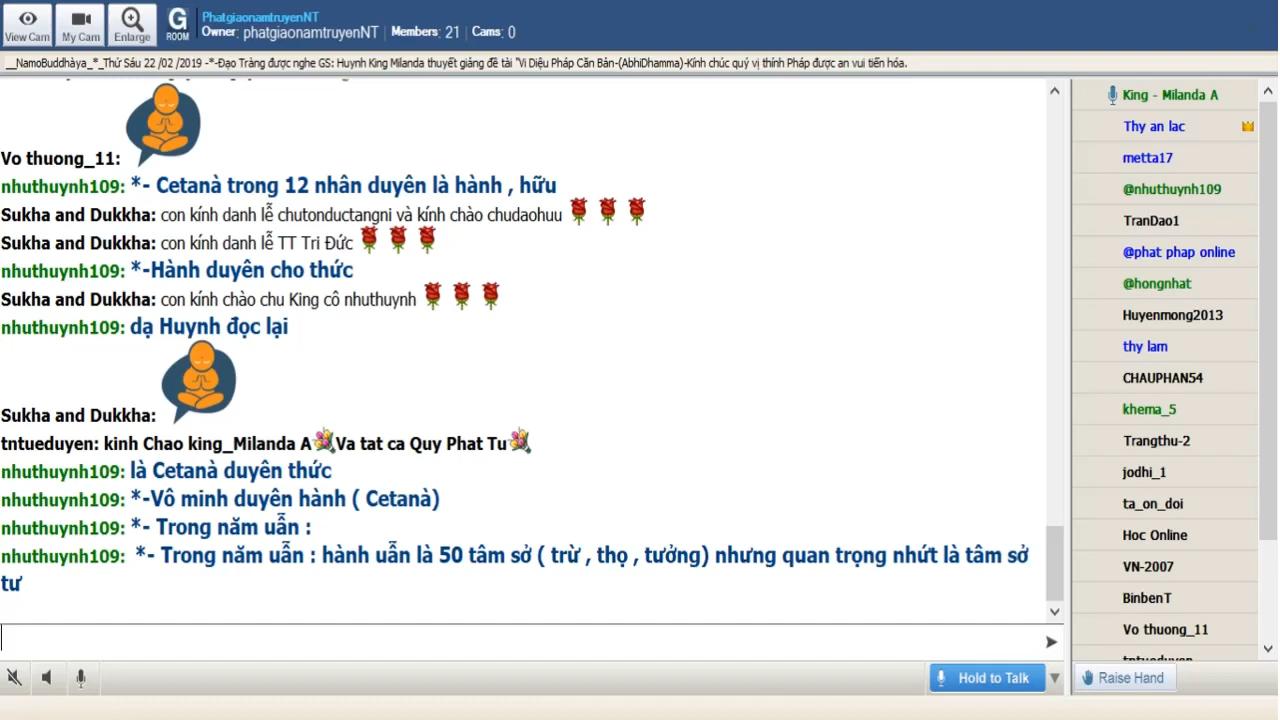 View Cam
My Cam
Enlarge
G
ROOM
PhatgiaonamtruyenNT
Owner: phatgiaonamtruyenNT | Members: 21 | Cams: 0
__NamoBuddhàya_*_Thứ Sáu 22 /02 /2019 -*-Đạo Tràng được nghe GS: Huynh King Milanda thuyết giảng đề tài "Vi Diệu Pháp Căn Bản-(AbhiDhamma)-Kính chúc quý vị thính Pháp được an vui tiến hóa.
Vo thuong_11:
nhuthuynh109: *- Cetanà trong 12 nhân duyên là hành , hữu
Sukha and Dukkha: con kính danh lễ chutonductangni và kính chào chudaohuu
Sukha and Dukkha: con kính danh lễ TT Tri Đức
nhuthuynh109: *-Hành duyên cho thức
Sukha and Dukkha: con kính chào chu King cô nhuthuynh
nhuthuynh109: dạ Huynh đọc lại
Sukha and Dukkha:
tntueduyen: kinh Chao king_Milanda A Va tat ca Quy Phat Tu
nhuthuynh109: là Cetanà duyên thức
nhuthuynh109: *-Vô minh duyên hành ( Cetanà)
nhuthuynh109: *- Trong năm uẫn :
nhuthuynh109: *- Trong năm uẫn : hành uẫn là 50 tâm sở ( trừ , thọ , tưởng) nhưng quan trọng nhứt là tâm sở
tư
King - Milanda A
Thy an lac
metta17
@nhuthuynh109
TranDao1
@phat phap online
@hongnhat
Huyenmong2013
thy lam
CHAUPHAN54
khema_5
Trangthu-2
jodhi_1
ta_on_doi
Hoc Online
VN-2007
BinbenT
Vo thuong_11
tntueduyen
Hold to Talk
Raise Hand